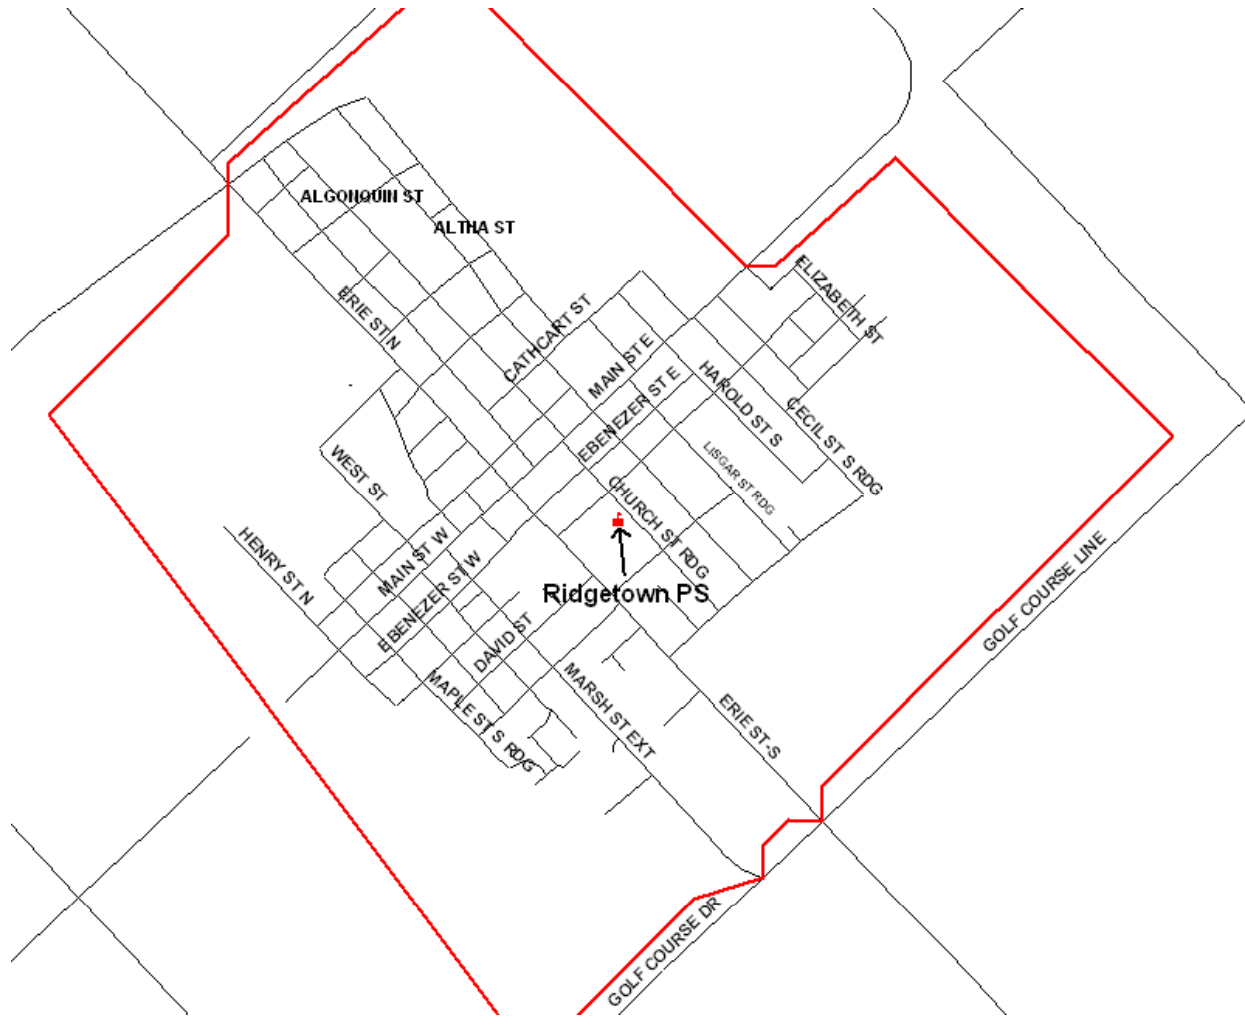 ALGONQUIN ST
ALTHA ST
ELIZABETH ST
ERIE ST N
CATHCART ST
MAIN ST E
EBENEZER ST E
HAROLD ST S
CECIL ST S RDG
WEST ST
LISGAR ST RDG
CHURCH ST RDG
HENRY ST N
MAIN ST W
EBENEZER ST W
Ridgetown PS
DAVID ST
GOLF COURSE LINE
MAPLE ST S RDG
MARSH ST EXT
ERIE ST-S
GOLF COURSE DR